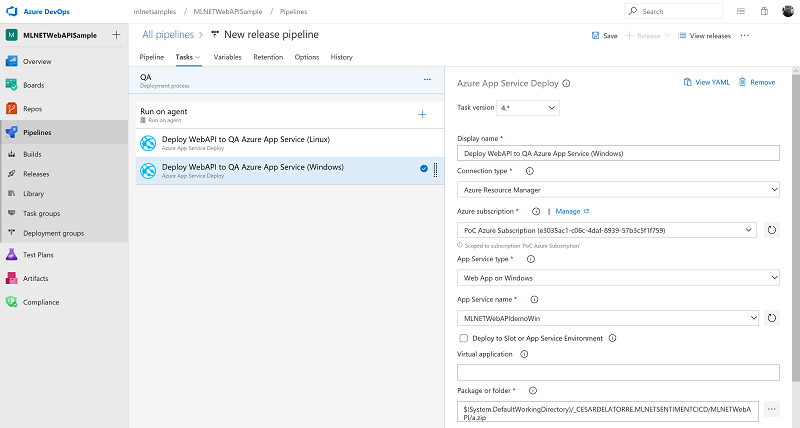 Azure DevOps
mlnetsamples / MLNETWebAPISample / Pipelines
Search
M MLNETWebAPISample
Overview
Boards
Repos
Pipelines
Builds
Releases
Library
Task groups
Deployment groups
Test Plans
Artifacts
Compliance
All pipelines > New release pipeline
Save
Release
View releases
Pipeline Tasks Variables Retention Options History
QA
Deployment process
Run on agent
Run on agent
Deploy WebAPI to QA Azure App Service (Linux)
Azure App Service Deploy
Deploy WebAPI to QA Azure App Service (Windows)
Azure App Service Deploy
Azure App Service Deploy
View YAML
Remove
Task version 4.*
Display name *
Deploy WebAPI to QA Azure App Service (Windows)
Connection type *
Azure Resource Manager
Azure subscription * | Manage
PoC Azure Subscription (e3035ac1-c06c-4daf-8939-57b3c5f1f759)
Scoped to subscription 'PoC Azure Subscription'
App Service type *
Web App on Windows
App Service name *
MLNETWebAPIdemoWin
Deploy to Slot or App Service Environment
Virtual application
Package or folder *
$(System.DefaultWorkingDirectory)/_CESARDELATORRE.MLNETSENTIMENTCICD/MLNETWebA
PI/a.zip